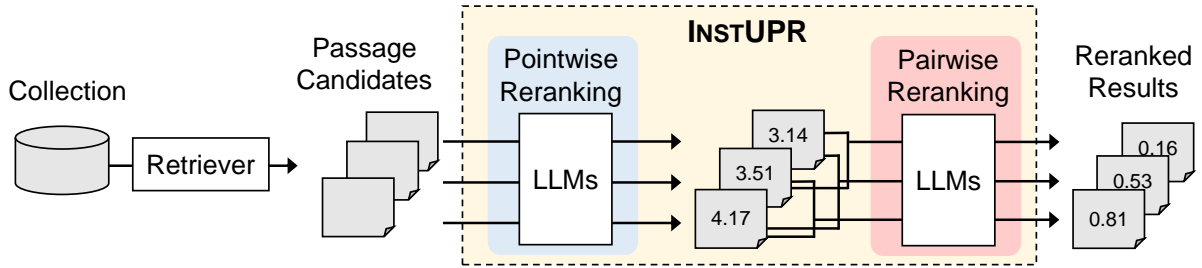 INSTUPR
Collection
Retriever
Passage
Candidates
Pointwise
Reranking
LLMs
3.14
3.51
4.17
Pairwise
Reranking
LLMs
Reranked
Results
0.16
0.53
0.81